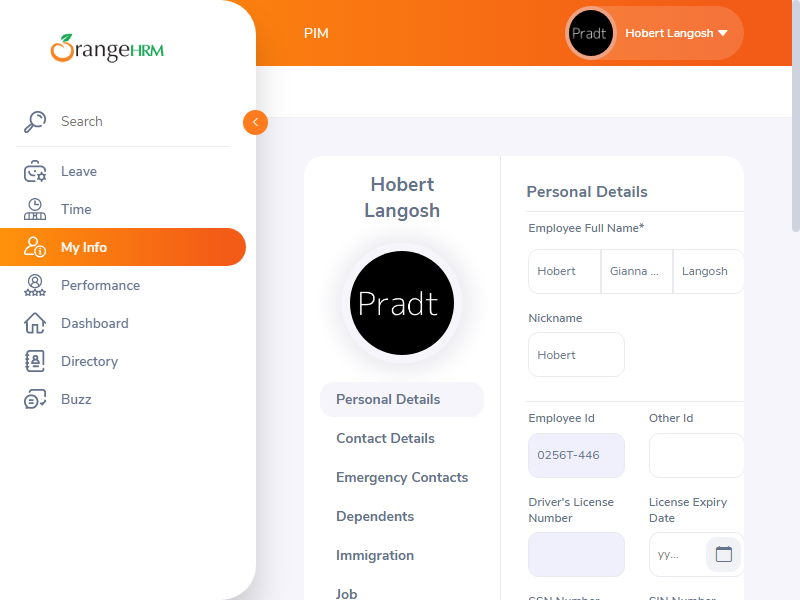 OrangeHRM
PIM
Pradt
Hobert Langosh
Search
Leave
Time
My Info
Performance
Dashboard
Directory
Buzz
Hobert
Langosh
Pradt
Personal Details
Contact Details
Emergency Contacts
Dependents
Immigration
Job
Personal Details
Employee Full Name*
Hobert Gianna ... Langosh
Nickname
Hobert
Employee Id Other Id
0256T-446
Driver's License License Expiry
Number Date
yy...
SSN Number SIN Number